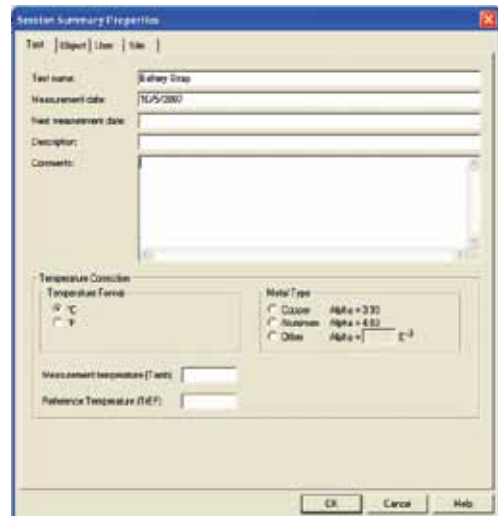 Session Summary Properties
Test Object User Site
Test name: Battery Strap
Measurement date: 10/5/2007
Next measurement date:
Description:
Comments:
Temperature Correction
Temperature Format
°C
°F
Metal Type
Copper Alpha = 3.93
Aluminum Alpha = 4.03
Other Alpha = E-3
Measurement temperature (Tamb)
Reference Temperature (TREF)
OK Cancel Help